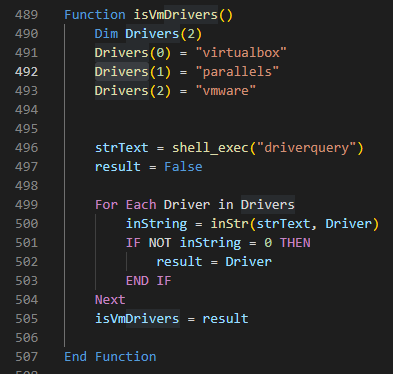 489 Function isVmDrivers()
490 Dim Drivers(2)
491 Drivers(0) = "virtualbox"
492 Drivers(1) = "parallels"
493 Drivers(2) = "vmware"
494
495
496 strText = shell_exec("driverquery")
497 result = False
498
499 For Each Driver in Drivers
500 inString = inStr(strText, Driver)
501 IF NOT inString = 0 THEN
502 result = Driver
503 END IF
504 Next
505 isVmDrivers = result
506
507 End Function